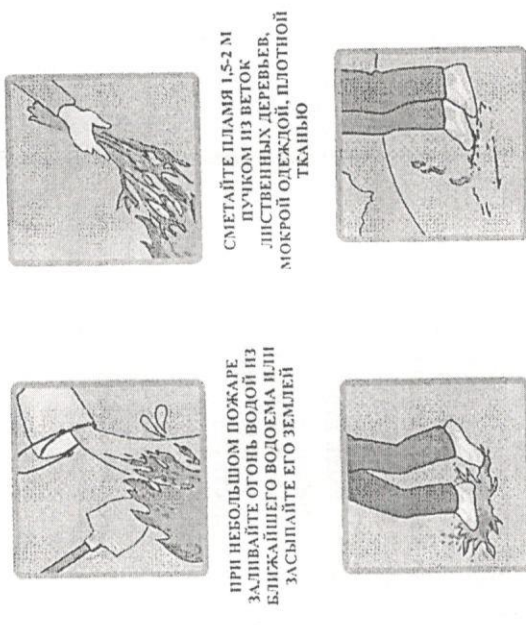 ПРИ НЕБОЛЬШОМ ПОЖАРЕ
ЗАЛИВАЙТЕ ОГОНЬ ВОДОЙ ИЗ
БЛИЖАЙШЕГО ВОДОЕМА ИЛИ
ЗАСЫПАЙТЕ ЕГО ЗЕМЛЕЙ
СМЕТАЙТЕ ПЛАМЯ 1,5-2 М
ПУЧКОМ ИЗ ВЕТОК
ЛИСТВЕННЫХ ДЕРЕВЬЕВ,
МОКРОЙ ОДЕЖДОЙ, ПЛОТНОЙ
ТКАНЬЮ